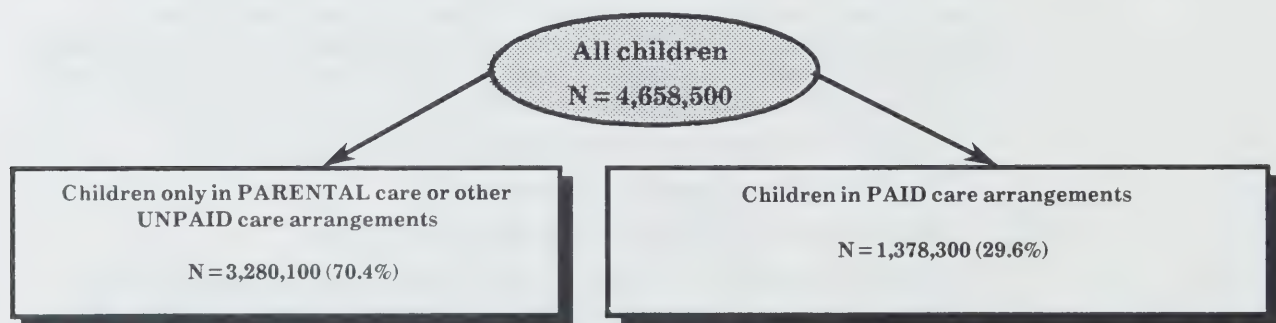 All children
N = 4,658,500
Children only in PARENTAL care or other
UNPAID care arrangements
N = 3,280,100 (70.4%)
Children in PAID care arrangements
N = 1,378,300 (29.6%)